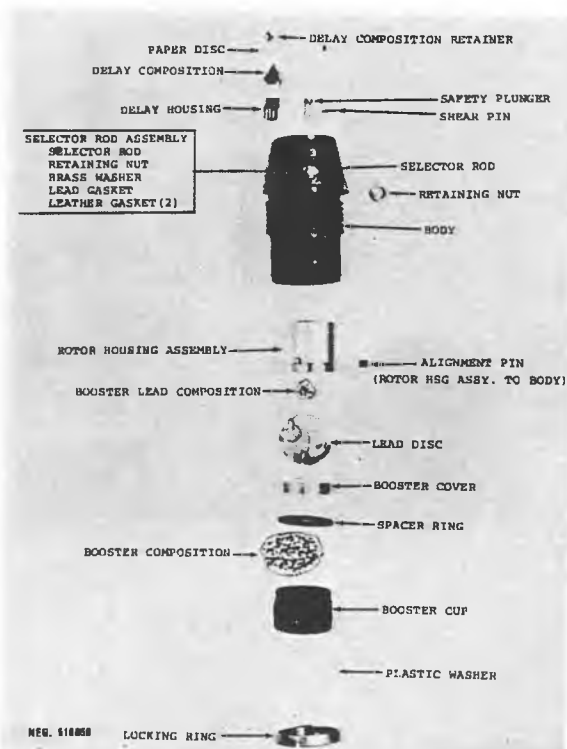 DELAY COMPOSITION RETAINER
PAPER DISC
DELAY COMPOSITION
DELAY HOUSING
SAFETY PLUNGER
SHEAR PIN
SELECTOR ROD ASSEMBLY
SELECTOR ROD
RETAINING NUT
BRASS WASHER
LEAD GASKET
LEATHER GASKET(2)
SELECTOR ROD
RETAINING NUT
BODY
ROTOR HOUSING ASSEMBLY
ALIGNMENT PIN
(ROTOR HSG ASSY. TO BODY)
BOOSTER LEAD COMPOSITION
LEAD DISC
BOOSTER COVER
SPACER RING
BOOSTER COMPOSITION
BOOSTER CUP
PLASTIC WASHER
NEG.
LOCKING RING